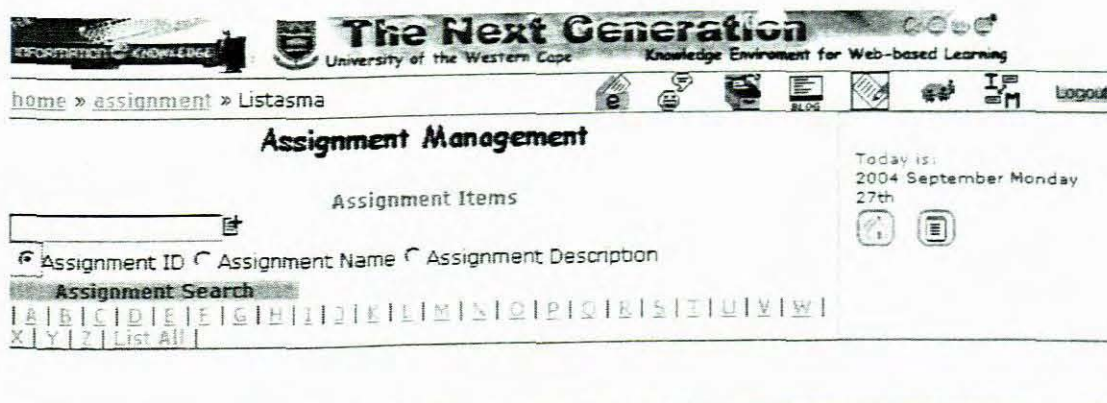 The Next Generation
INFORMATION KNOWLEDGE
University of the Western Cape Knowledge Enviroment for Web-based Learning
home » assignment » Listasma
BLOG
Logout
Assignment Management
Today is:
2004 September Monday
27th
Assignment Items
Assignment ID Assignment Name Assignment Description
Assignment Search
| A | B | C | D | E | F | G | H | I | J | K | L | M | N | O | P | Q | R | S | T | U | V | W |
X | Y | Z | List All |